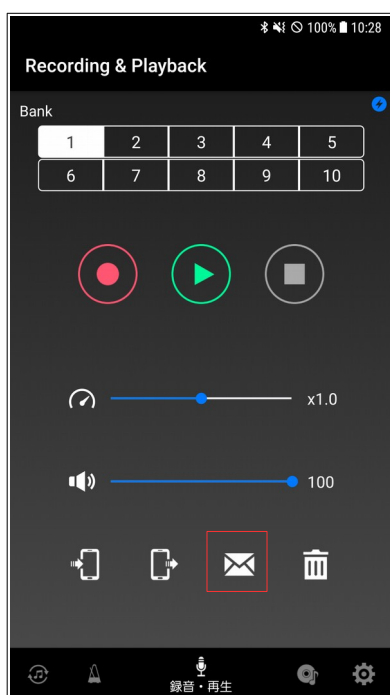 100% 10:28
Recording & Playback
Bank
1 2 3 4 5
6 7 8 9 10
x1.0
100
録音・再生